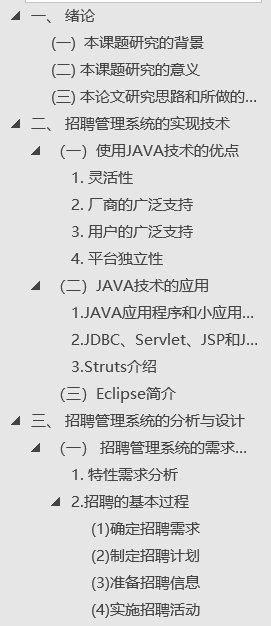 一、 绪论
(一) 本课题研究的背景
(二) 本课题研究的意义
(三) 本论文研究思路和所做的...
二、 招聘管理系统的实现技术
(一) 使用JAVA技术的优点
1. 灵活性
2. 厂商的广泛支持
3. 用户的广泛支持
4. 平台独立性
(二) JAVA技术的应用
1.JAVA应用程序和小应用...
2.JDBC、Servlet、JSP和J...
3.Struts介绍
(三) Eclipse简介
三、 招聘管理系统的分析与设计
(一) 招聘管理系统的需求...
1. 特性需求分析
2.招聘的基本过程
(1)确定招聘需求
(2)制定招聘计划
(3)准备招聘信息
(4)实施招聘活动